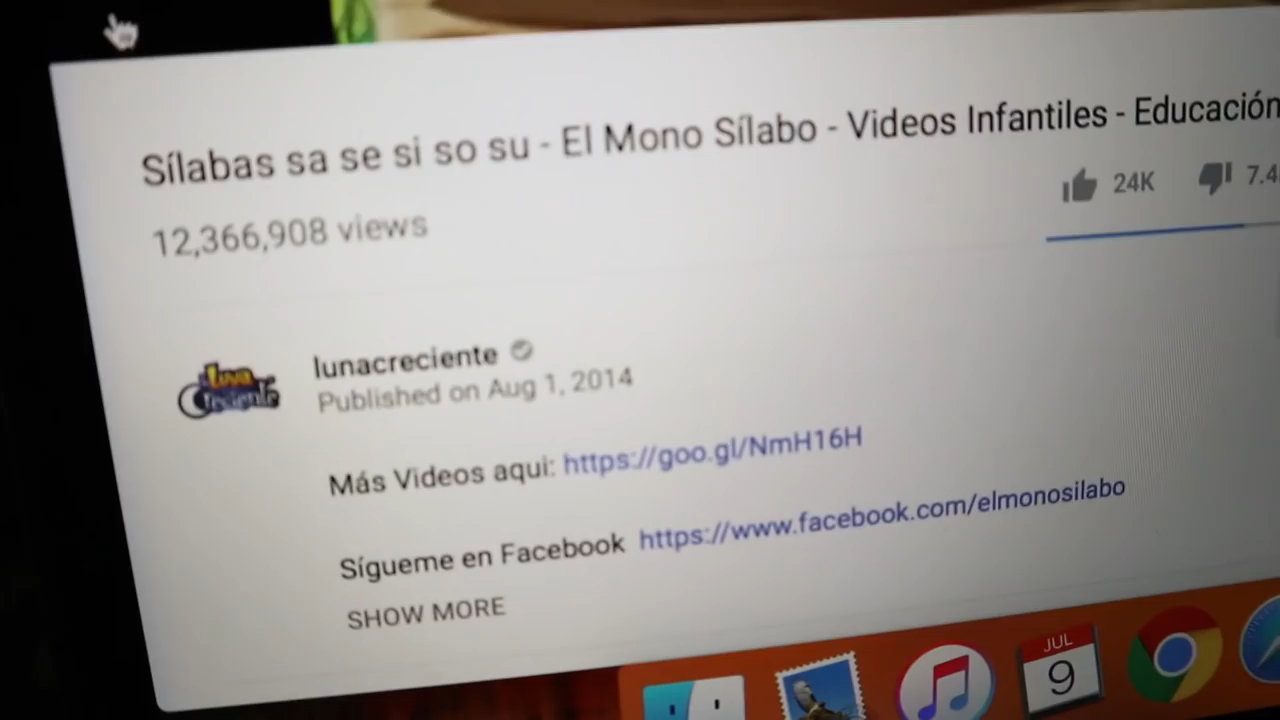 Sílabas sa se si so su - El Mono Sílabo - Videos Infantiles - Educación
12,366,908 views
24K
lunacreciente
Published on Aug 1, 2014
Más Videos aqui: https://goo.gl/NmH16H
Sígueme en Facebook https://www.facebook.com/elmonosilabo
SHOW MORE
JUL
9